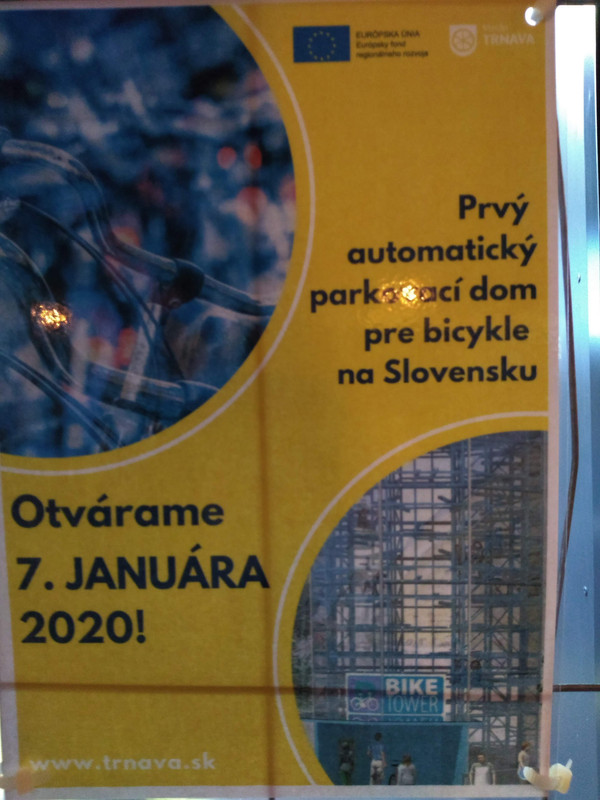 EURÓPSKA ÚNIA
Európsky fond
regionálneho rozvoja
TRNAVA
Prvý
automatický
parkovací dom
pre bicykle
na Slovensku
Otvárame
7. JANUÁRA
2020!
BIKE
TOWER
www.trnava.sk